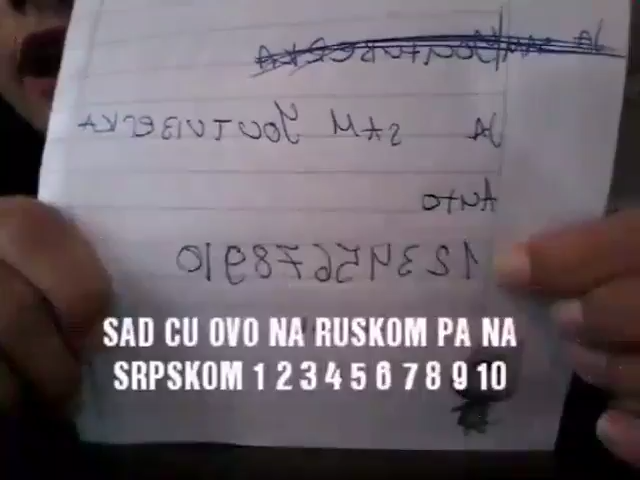 JA SAM YOUTUBERKA
ANTO
12345678910
SAD CU OVO NA RUSKOM PA NA
SRPSKOM 1 2 3 4 5 6 7 8 9 10